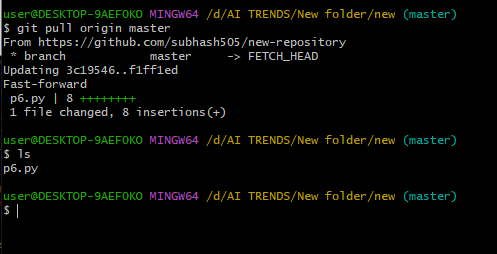 user@DESKTOP-9AEFOKO MINGW64 /d/AI TRENDS/New folder/new (master)
$ git pull origin master
From https://github.com/subhash505/new-repository
 * branch            master     -> FETCH_HEAD
Updating 3c19546..f1ff1ed
Fast-forward
 p6.py | 8 ++++++++
 1 file changed, 8 insertions(+)
user@DESKTOP-9AEFOKO MINGW64 /d/AI TRENDS/New folder/new (master)
$ ls
p6.py
user@DESKTOP-9AEFOKO MINGW64 /d/AI TRENDS/New folder/new (master)
$